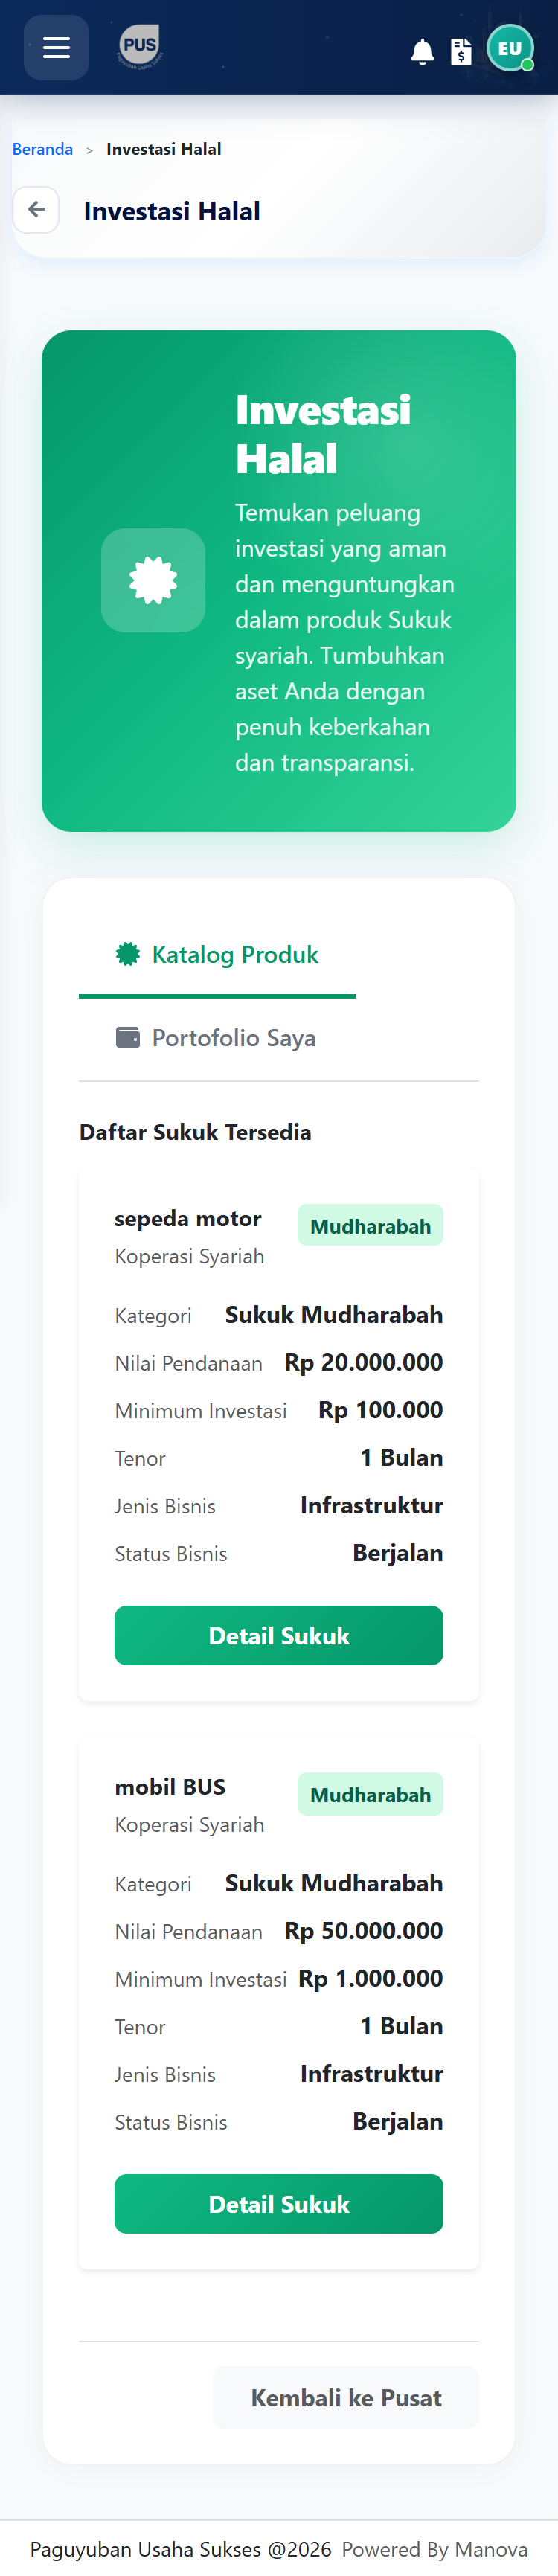 PUS
EU
Beranda > Investasi Halal
Investasi Halal
Investasi
Halal
Temukan peluang
investasi yang aman
dan menguntungkan
dalam produk Sukuk
syariah. Tumbuhkan
aset Anda dengan
penuh keberkahan
dan transparansi.
Katalog Produk
Portofolio Saya
Daftar Sukuk Tersedia
sepeda motor Mudharabah
Koperasi Syariah
Kategori Sukuk Mudharabah
Nilai Pendanaan Rp 20.000.000
Minimum Investasi Rp 100.000
Tenor 1 Bulan
Jenis Bisnis Infrastruktur
Status Bisnis Berjalan
Detail Sukuk
mobil BUS Mudharabah
Koperasi Syariah
Kategori Sukuk Mudharabah
Nilai Pendanaan Rp 50.000.000
Minimum Investasi Rp 1.000.000
Tenor 1 Bulan
Jenis Bisnis Infrastruktur
Status Bisnis Berjalan
Detail Sukuk
Kembali ke Pusat
Paguyuban Usaha Sukses @2026 Powered By Manova